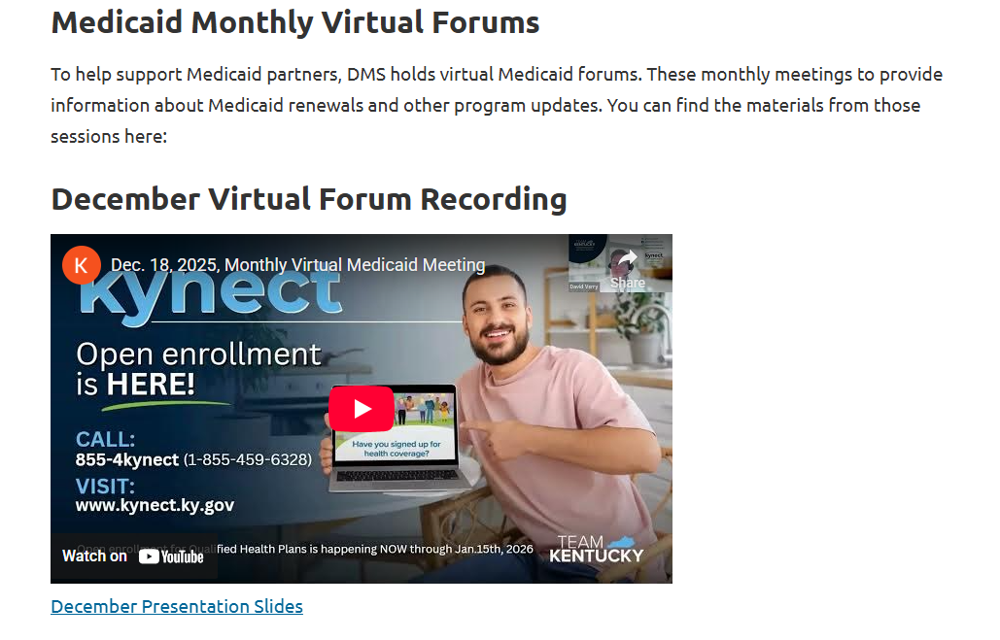 Medicaid Monthly Virtual Forums
To help support Medicaid partners, DMS holds virtual Medicaid forums. These monthly meetings to provide
information about Medicaid renewals and other program updates. You can find the materials from those
sessions here:
December Virtual Forum Recording
K
Dec. 18, 2025, Monthly Virtual Medicaid Meeting
David Verry
Share
kynect
kynect
Open enrollment
is HERE!
Have you signed up for
health coverage?
CALL:
855-4kynect (1-855-459-6328)
VISIT:
www.kynect.ky.gov
Open enrollment for Qualified Health Plans is happening NOW through Jan.15th, 2026
Watch on YouTube
TEAM
KENTUCKY
December Presentation Slides